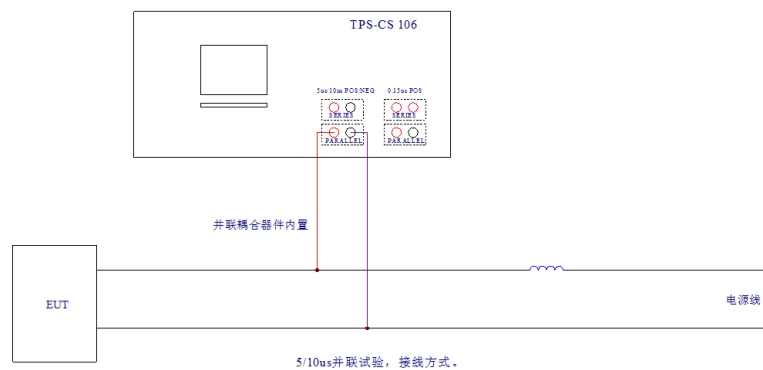 TPS-CS 106
5us/10us POS/NEG
0.15us POS
SERIES
SERIES
PARALLEL
PARALLEL
并联耦合器件内置
EUT
电源线
5/10us并联试验，接线方式。